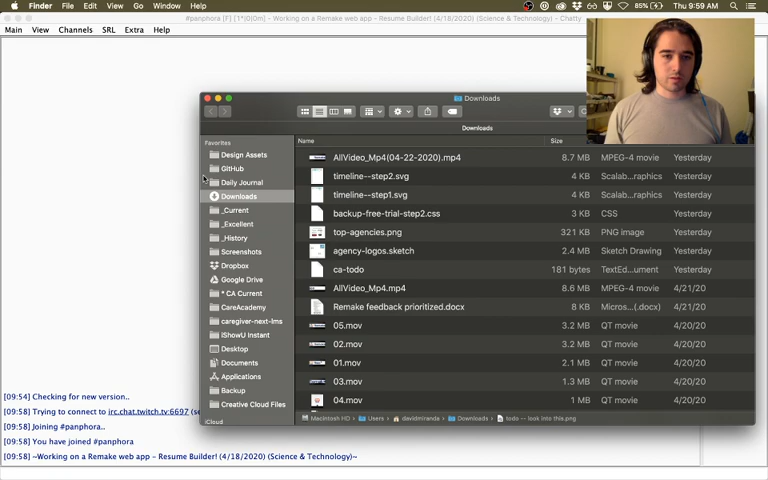 Finder File Edit View Go Window Help 85% Thu 9:59 AM
#panphora [1*|0|0m] - Working on a Remake web app - Resume Builder! (4/18/2020) (Science & Technology) - Chatty
Main View Channels SRL Extra Help
Downloads
Downloads
Favorites
Design Assets
GitHub
Daily Journal
Downloads
_Current
_Excellent
_History
Screenshots
Dropbox
Google Drive
* CA Current
CareAcademy
caregiver-next-lms
iShowU Instant
Desktop
Documents
Applications
Backup
Creative Cloud Files
iCloud
Name Size
AllVideo_Mp4(04-22-2020).mp4 8.7 MB MPEG-4 movie Yesterday
timeline--step2.svg 4 KB Scalab...raphics Yesterday
timeline--step1.svg 4 KB Scalab...raphics Yesterday
backup-free-trial-step2.css 3 KB CSS Yesterday
top-agencies.png 321 KB PNG image Yesterday
agency-logos.sketch 2.4 MB Sketch Drawing Yesterday
ca-todo 181 bytes TextEd...ument Yesterday
AllVideo_Mp4.mp4 8.6 MB MPEG-4 movie 4/21/20
Remake feedback prioritized.docx 8 KB Micros...(.docx) 4/21/20
05.mov 3.2 MB QT movie 4/20/20
02.mov 3.2 MB QT movie 4/20/20
01.mov 2.1 MB QT movie 4/20/20
03.mov 1.3 MB QT movie 4/20/20
04.mov 1 MB QT movie 4/20/20
Macintosh HD Users davidmiranda Downloads todo -- look into this.png
[09:54] Checking for new version..
[09:58] Trying to connect to irc.chat.twitch.tv:6697 (se
[09:58] Joining #panphora..
[09:58] You have joined #panphora
[09:58] ~Working on a Remake web app - Resume Builder! (4/18/2020) (Science & Technology)~